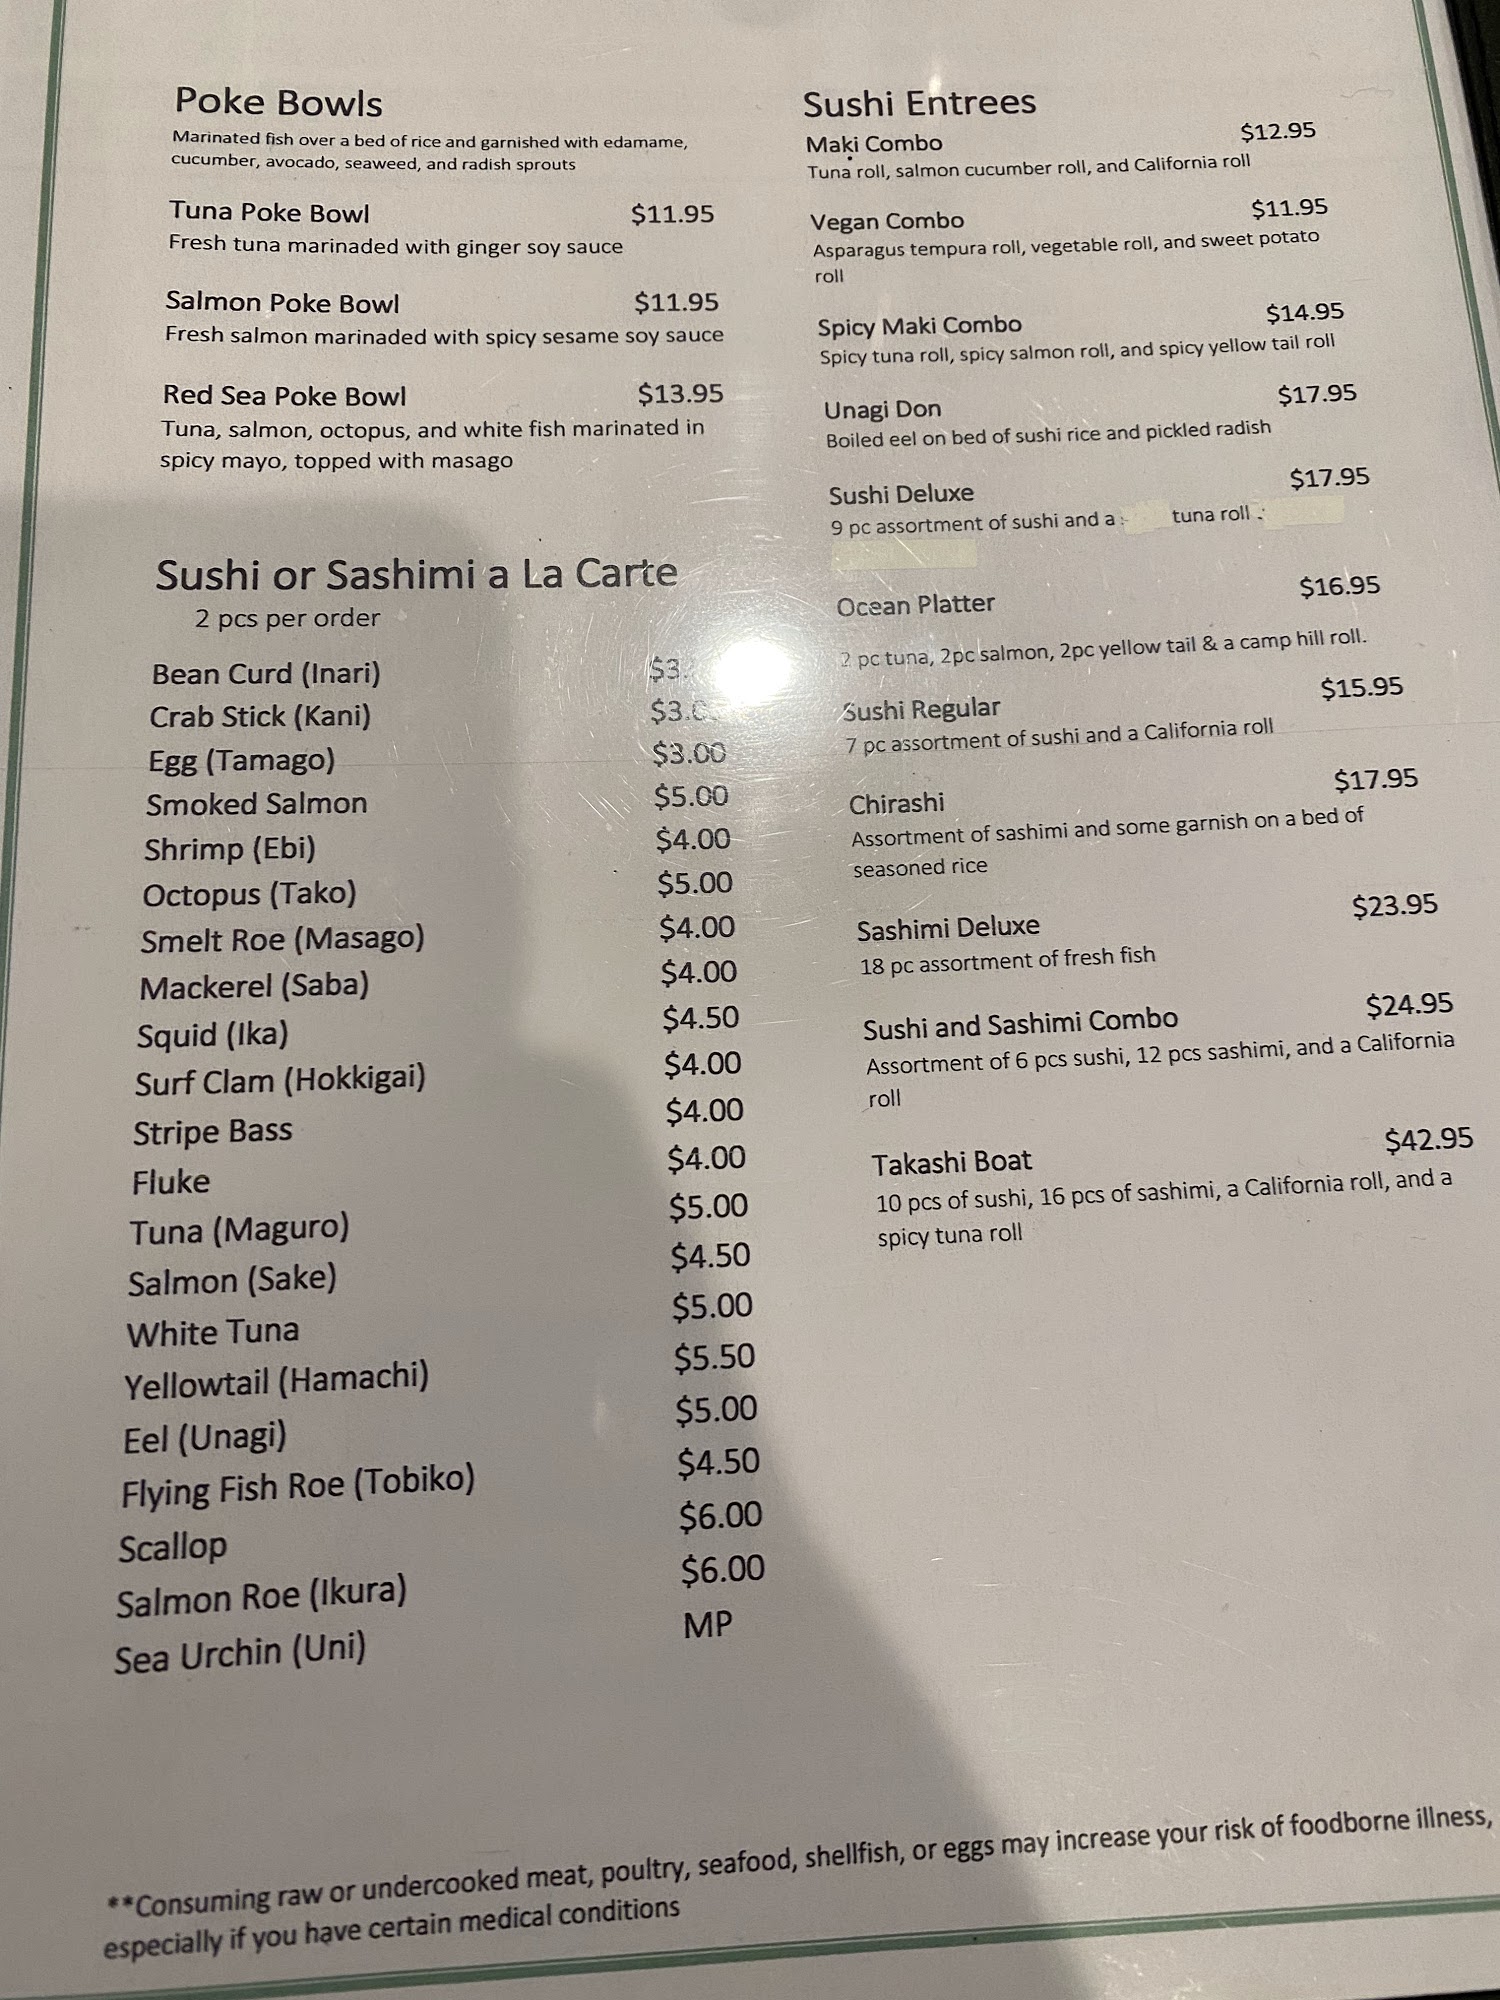 Poke Bowls
Marinated fish over a bed of rice and garnished with edamame,
cucumber, avocado, seaweed, and radish sprouts
Tuna Poke Bowl $11.95
Fresh tuna marinaded with ginger soy sauce
Salmon Poke Bowl $11.95
Fresh salmon marinaded with spicy sesame soy sauce
Red Sea Poke Bowl $13.95
Tuna, salmon, octopus, and white fish marinated in
spicy mayo, topped with masago
Sushi or Sashimi a La Carte
2 pcs per order
Bean Curd (Inari)
Crab Stick (Kani)
Egg (Tamago) $3.00
Smoked Salmon $5.00
Shrimp (Ebi) $4.00
Octopus (Tako) $5.00
Smelt Roe (Masago) $4.00
Mackerel (Saba) $4.00
Squid (Ika) $4.50
Surf Clam (Hokkigai) $4.00
Stripe Bass $4.00
Fluke $4.00
Tuna (Maguro) $5.00
Salmon (Sake) $4.50
White Tuna $5.00
Yellowtail (Hamachi) $5.50
Eel (Unagi) $5.00
Flying Fish Roe (Tobiko) $4.50
Scallop $6.00
Salmon Roe (Ikura) $6.00
Sea Urchin (Uni) MP
Sushi Entrees
Maki Combo $12.95
Tuna roll, salmon cucumber roll, and California roll
Vegan Combo $11.95
Asparagus tempura roll, vegetable roll, and sweet potato
roll
Spicy Maki Combo $14.95
Spicy tuna roll, spicy salmon roll, and spicy yellow tail roll
Unagi Don $17.95
Boiled eel on bed of sushi rice and pickled radish
Sushi Deluxe $17.95
9 pc assortment of sushi and a tuna roll
Ocean Platter $16.95
2 pc tuna, 2pc salmon, 2pc yellow tail & a camp hill roll.
Sushi Regular $15.95
7 pc assortment of sushi and a California roll
Chirashi $17.95
Assortment of sashimi and some garnish on a bed of
seasoned rice
Sashimi Deluxe $23.95
18 pc assortment of fresh fish
Sushi and Sashimi Combo $24.95
Assortment of 6 pcs sushi, 12 pcs sashimi, and a California
roll
Takashi Boat $42.95
10 pcs of sushi, 16 pcs of sashimi, a California roll, and a
spicy tuna roll
**Consuming raw or undercooked meat, poultry, seafood, shellfish, or eggs may increase your risk of foodborne illness,
especially if you have certain medical conditions